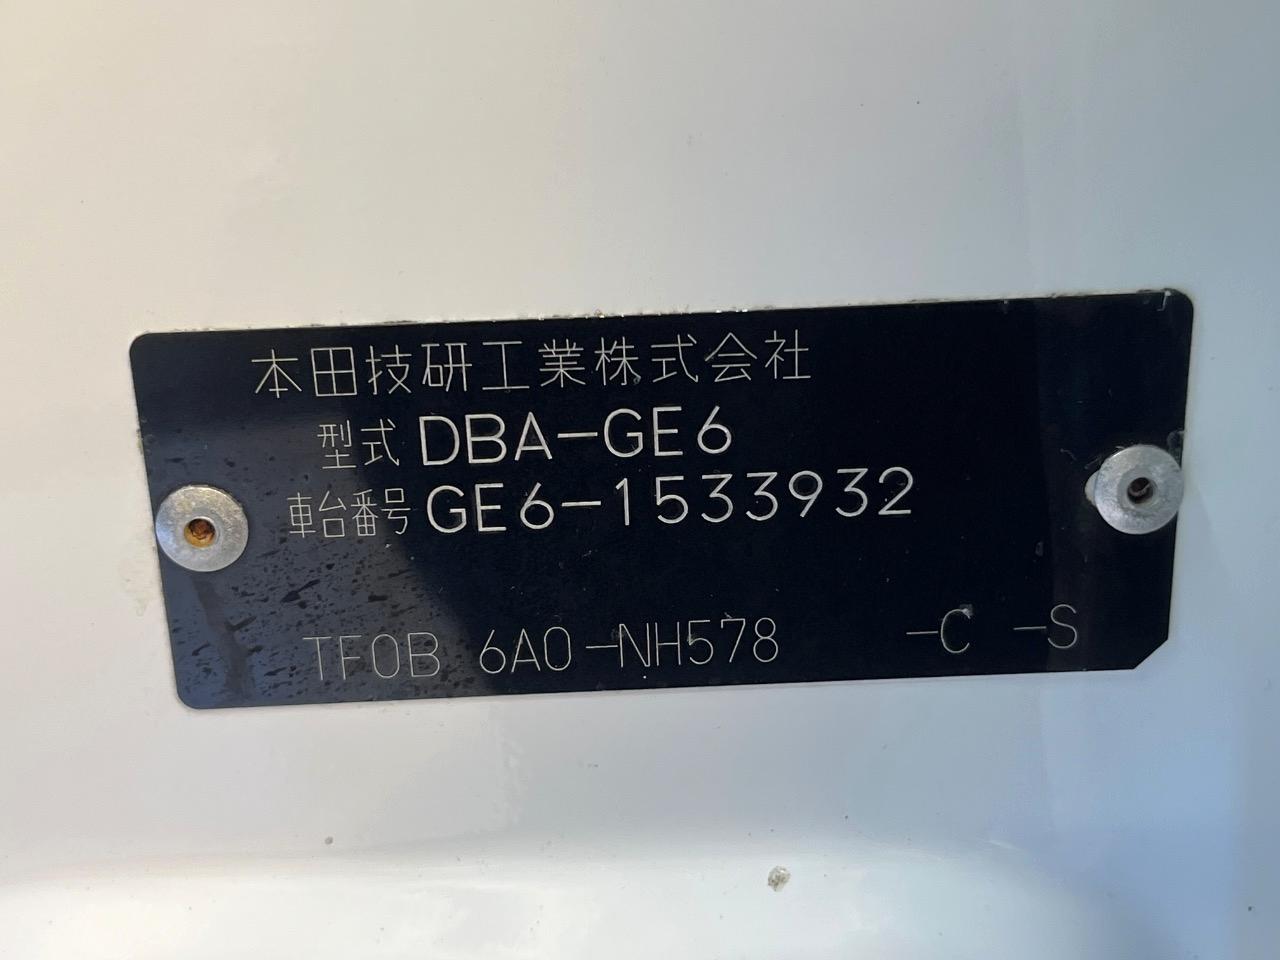 本田技研工業株式会社
型式 DBA-GE6
車台番号 GE6-1533932
TF0B 6A0-NH578 -C -S